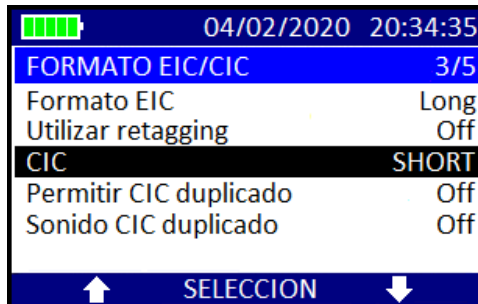 04/02/2020 20:34:35
FORMATO EIC/CIC 3/5
Formato EIC Long
Utilizar retagging Off
CIC SHORT
Permitir CIC duplicado Off
Sonido CIC duplicado Off
SELECCION